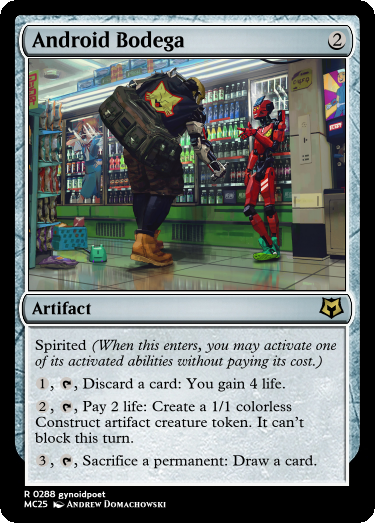 Android Bodega 2
Artifact
Spirited (When this enters, you may activate one
of its activated abilities without paying its cost.)
1, , Discard a card: You gain 4 life.
2, , Pay 2 life: Create a 1/1 colorless
Construct artifact creature token. It can't
block this turn.
3, , Sacrifice a permanent: Draw a card.
R 0288 gynoidpoet
MC25 Andrew Domachowski